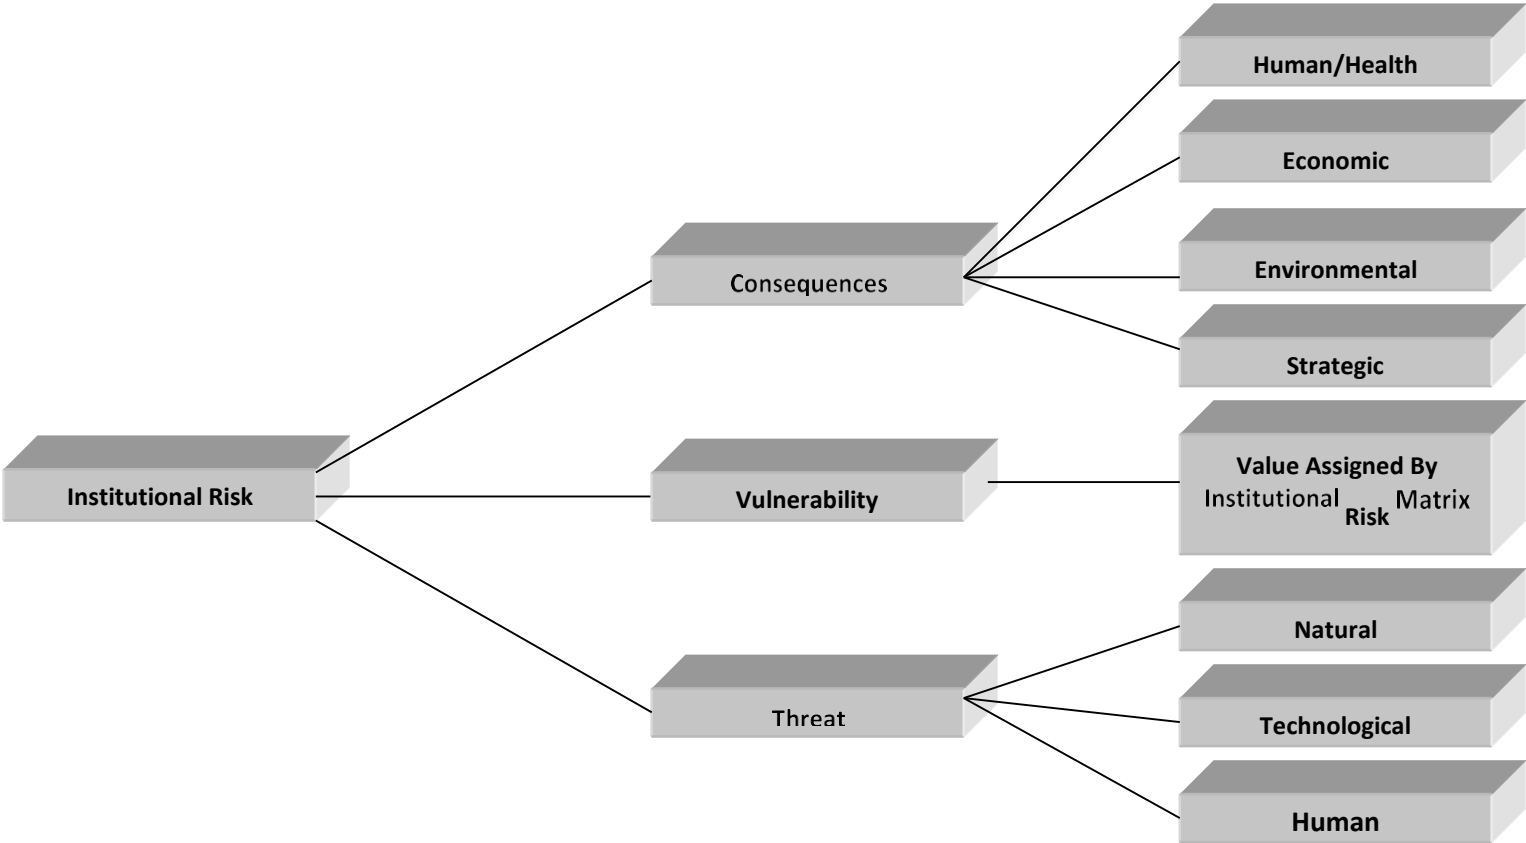 Human/Health
Economic
Consequences
Environmental
Strategic
Institutional Risk
Vulnerability
Value Assigned By
Institutional Risk Matrix
Natural
Threat
Technological
Human